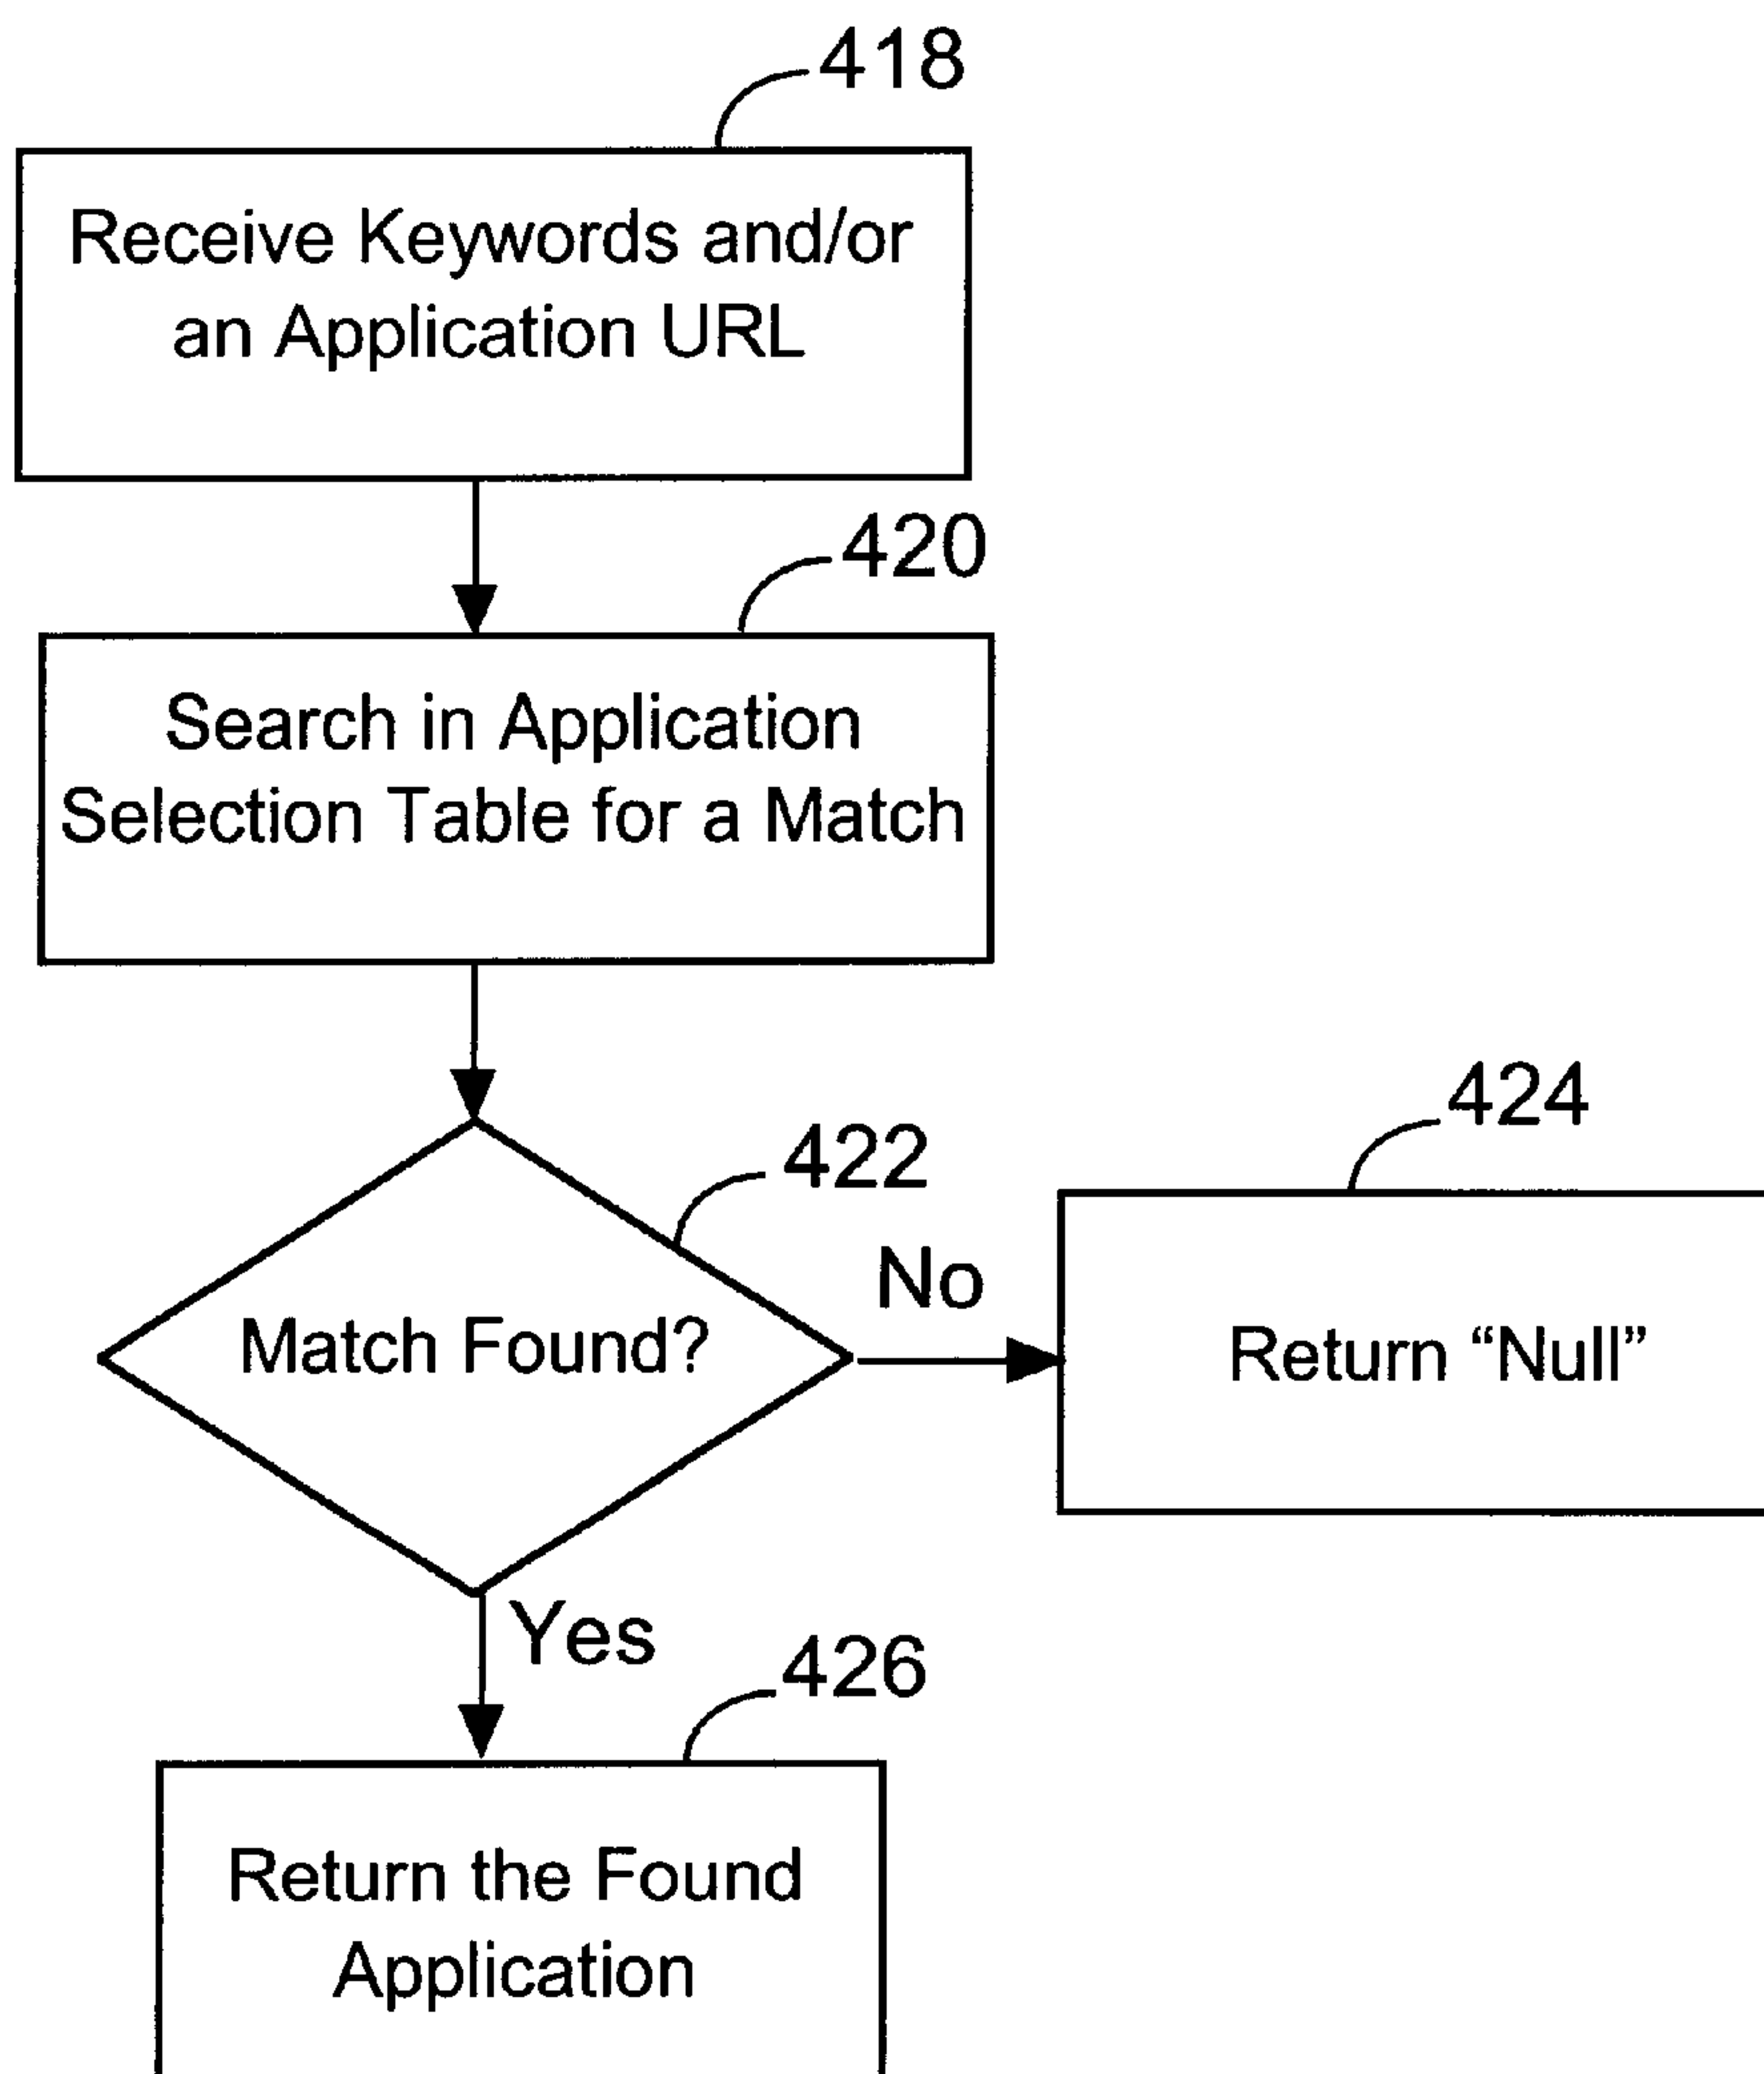 418
Receive Keywords and/or
an Application URL
420
Search in Application
Selection Table for a Match
422
Match Found?
No
424
Return “Null”
Yes
426
Return the Found
Application